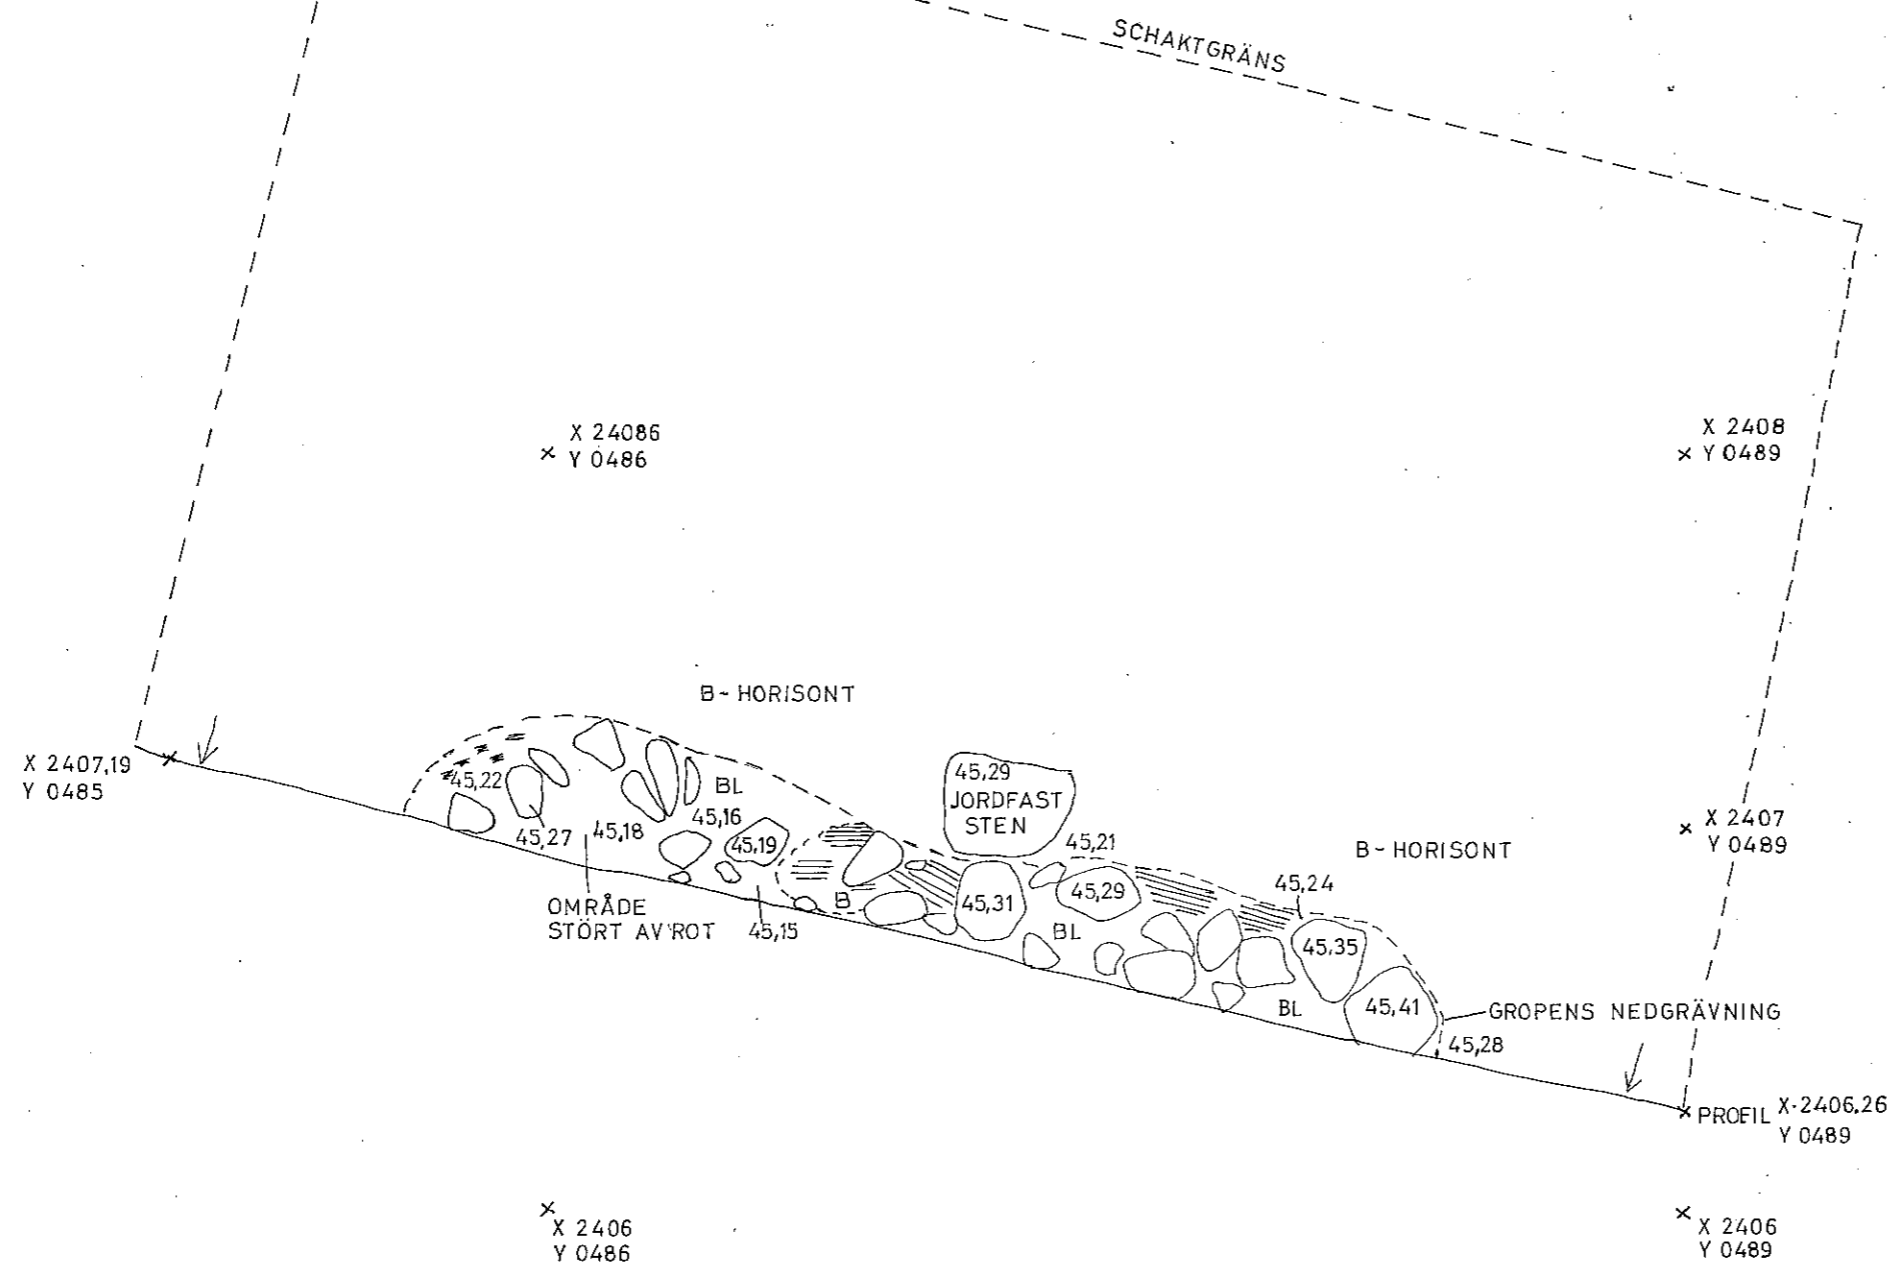 SCHAKTGRÄNS
X 24086
Y 0486
X 2408
Y 0489
B-HORISONT
X 2407,19
Y 0485
45,22
45,27
45,18
BL
45,16
45,19
45,29
JORDFAST
STEN
45,21
X 2407
Y 0489
B-HORISONT
OMRÅDE
STÖRT AV ROT
45,15
B
45,31
45,29
BL
45,24
45,35
BL
45,41
GROPENS NEDGRÄVNING
45,28
PROFIL
X 2406,26
Y 0489
X 2406
Y 0486
X 2406
Y 0489